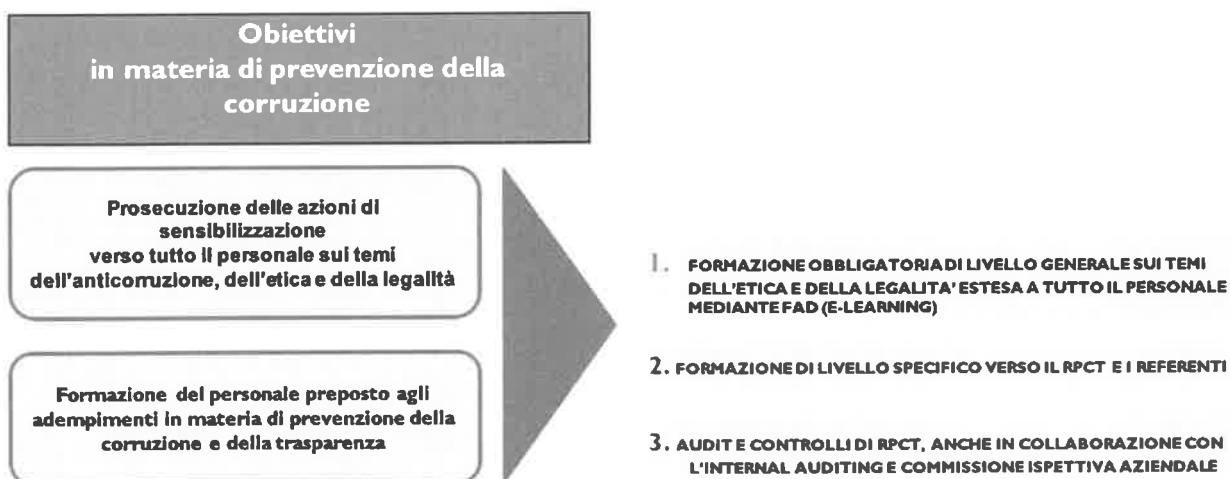 Obiettivi
in materia di prevenzione della
corruzione
Prosecuzione delle azioni di
sensibilizzazione
verso tutto il personale sui temi
dell'anticorruzione, dell'etica e della legalità
Formazione del personale preposto agli
adempimenti in materia di prevenzione della
corruzione e della trasparenza
1. FORMAZIONE OBBLIGATORIA DI LIVELLO GENERALE SUI TEMI
DELL'ETICA E DELLA LEGALITA' ESTESA A TUTTO IL PERSONALE
MEDIANTE FAD (E-LEARNING)
2. FORMAZIONE DI LIVELLO SPECIFICO VERSO IL RPCT E I REFERENTI
3. AUDIT E CONTROLLI DI RPCT, ANCHE IN COLLABORAZIONE CON
L'INTERNAL AUDITING E COMMISSIONE ISPETTIVA AZIENDALE